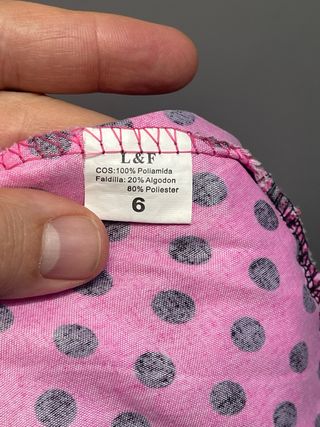 L & F
COS:100% Poliamida
Faldilla: 20% Algodon
80% Poliester
6